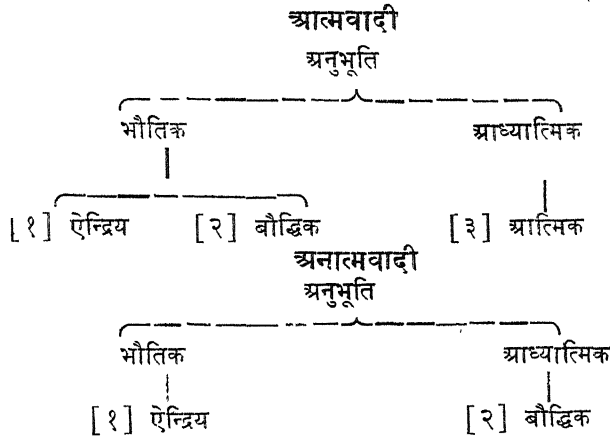 आत्मवादी
अनुभूति
भौतिक आध्यात्मिक
[१] ऐन्द्रिय [२] बौद्धिक [३] आत्मिक
अनात्मवादी
अनुभूति
भौतिक आध्यात्मिक
[१] ऐन्द्रिय [२] बौद्धिक